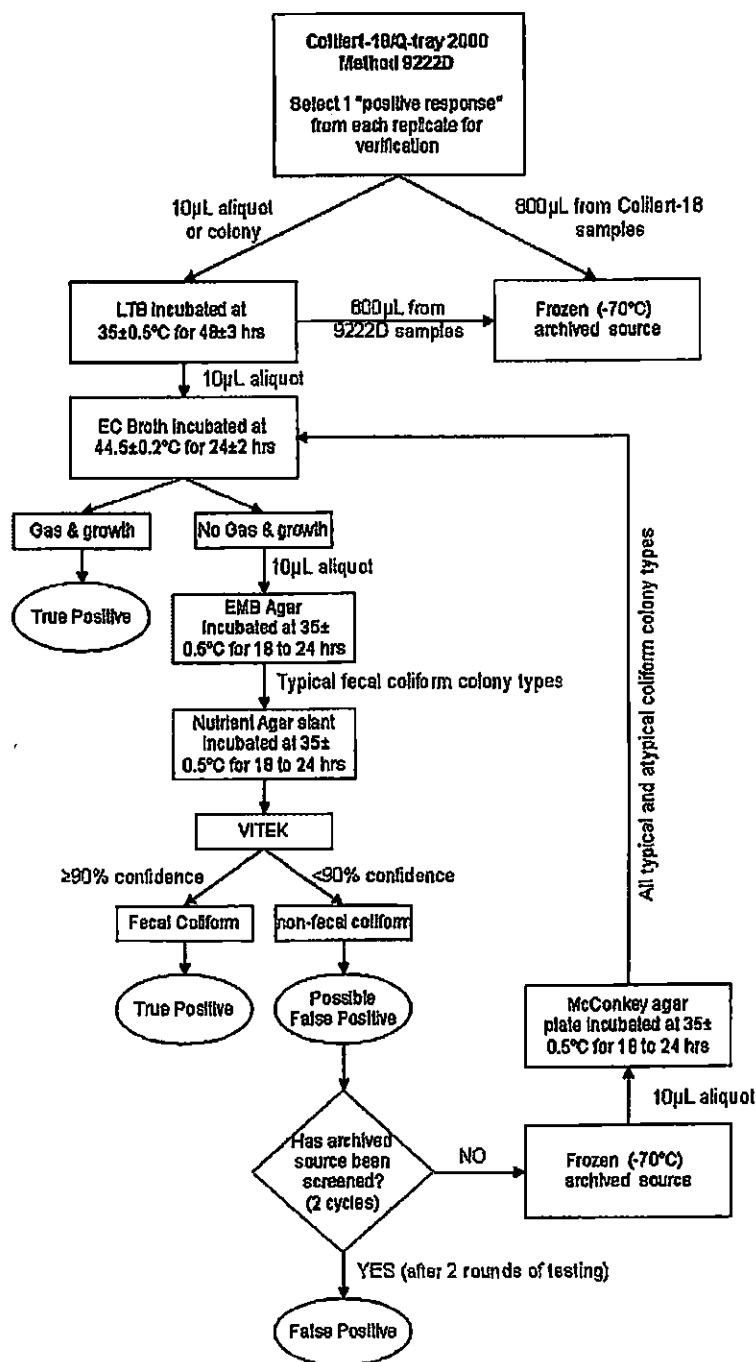 Colilert-18/Q-tray 2000
Method 9222D
Select 1 "positive response"
from each replicate for
verification
10µL aliquot
or colony
800µL from Colilert-18
samples
LTB incubated at
35±0.5°C for 48±3 hrs
800µL from
9222D samples
Frozen (-70°C)
archived source
10µL aliquot
EC Broth incubated at
44.5±0.2°C for 24±2 hrs
Gas & growth
No Gas & growth
10µL aliquot
True Positive
EMB Agar
incubated at 35±
0.5°C for 18 to 24 hrs
Typical fecal coliform colony types
Nutrient Agar slant
incubated at 35±
0.5°C for 18 to 24 hrs
VITEK
≥90% confidence
<90% confidence
Fecal Coliform
non-fecal coliform
True Positive
Possible
False Positive
All typical and atypical coliform colony types
McConkey agar
plate incubated at 35±
0.5°C for 18 to 24 hrs
10µL aliquot
Has archived
source been
screened?
(2 cycles)
NO
Frozen (-70°C)
archived source
YES (after 2 rounds of testing)
False Positive